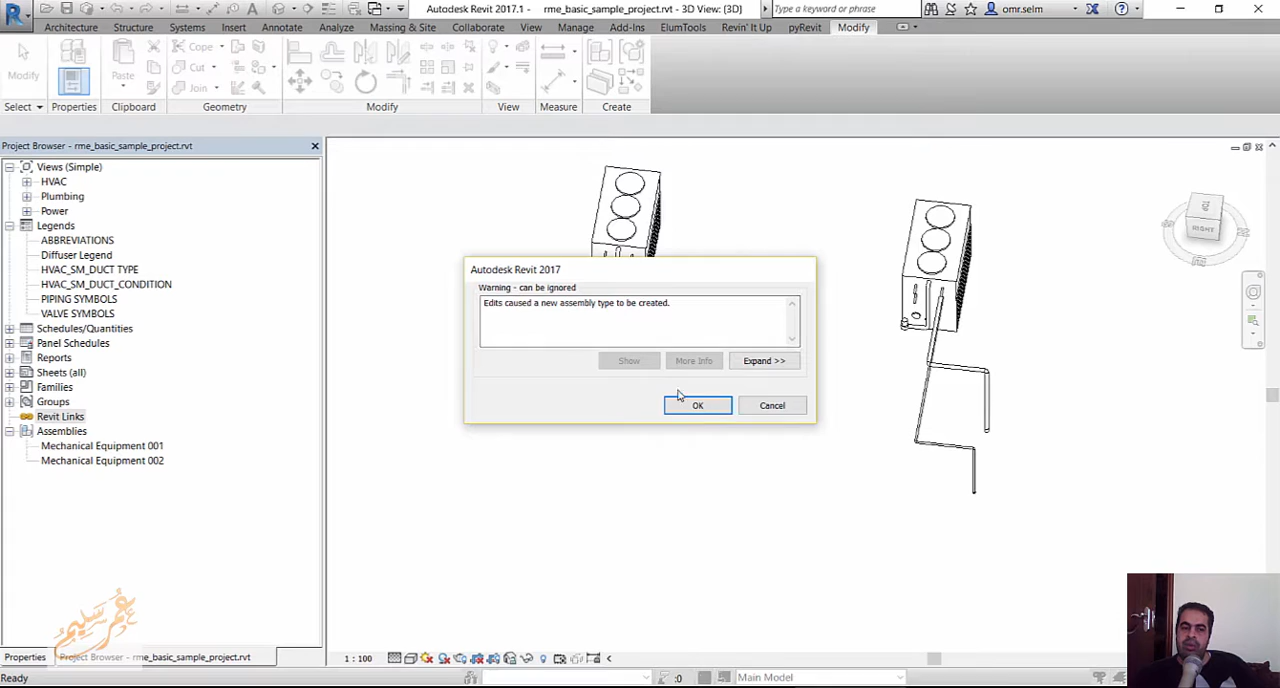 Autodesk Revit 2017.1 - rme_basic_sample_project.rvt - 3D View: {3D}
Type a keyword or phrase
omr.selm
Architecture Structure Systems Insert Annotate Analyze Massing & Site Collaborate View Manage Add-Ins ElumTools Revin' It Up pyRevit Modify
Modify
Paste
Cope
Cut
Join
Select Properties Clipboard Geometry Modify View Measure Create
Project Browser - rme_basic_sample_project.rvt
Views (Simple)
HVAC
Plumbing
Power
Legends
ABBREVIATIONS
Diffuser Legend
HVAC_SM_DUCT TYPE
HVAC_SM_DUCT_CONDITION
PIPING SYMBOLS
VALVE SYMBOLS
Schedules/Quantities
Panel Schedules
Reports
Sheets (all)
Families
Groups
Revit Links
Assemblies
Mechanical Equipment 001
Mechanical Equipment 002
TOP
RIGHT
Autodesk Revit 2017
Warning - can be ignored
Edits caused a new assembly type to be created.
Show More Info Expand >>
OK Cancel
عمر سليم
Properties Project Browser - rme_basic_sample_project.rvt
1 : 100
Ready
:0
Main Model